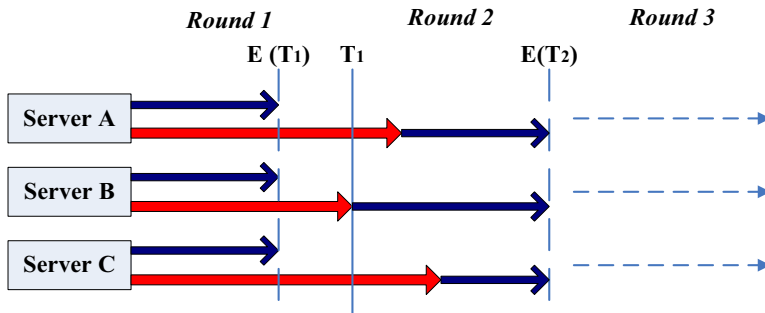 Round 1 Round 2 Round 3
E (T1) T1 E(T2)
Server A
Server B
Server C